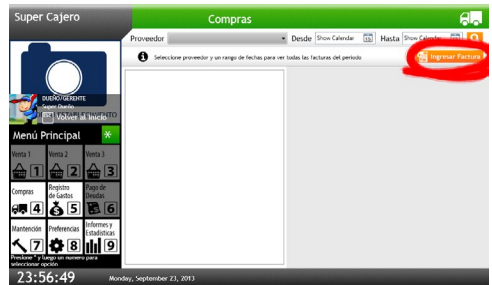 Super Cajero
Compras
Proveedor
Desde Show Calendar
Hasta Show Calendar
Seleccione proveedor y un rango de fechas para ver todas las facturas del periodo
Ingresar Factura
DUEÑO/GERENTE
Super Dueño
Volver al Inicio
Menú Principal *
Venta 1 Venta 2 Venta 3
1 2 3
Compras Registro de Gastos Pago de Deudas
4 5 6
Mantención Preferencias Informes y Estadísticas
7 8 9
Presione * y luego un numero para
seleccionar opción
23:56:49 Monday, September 23, 2013